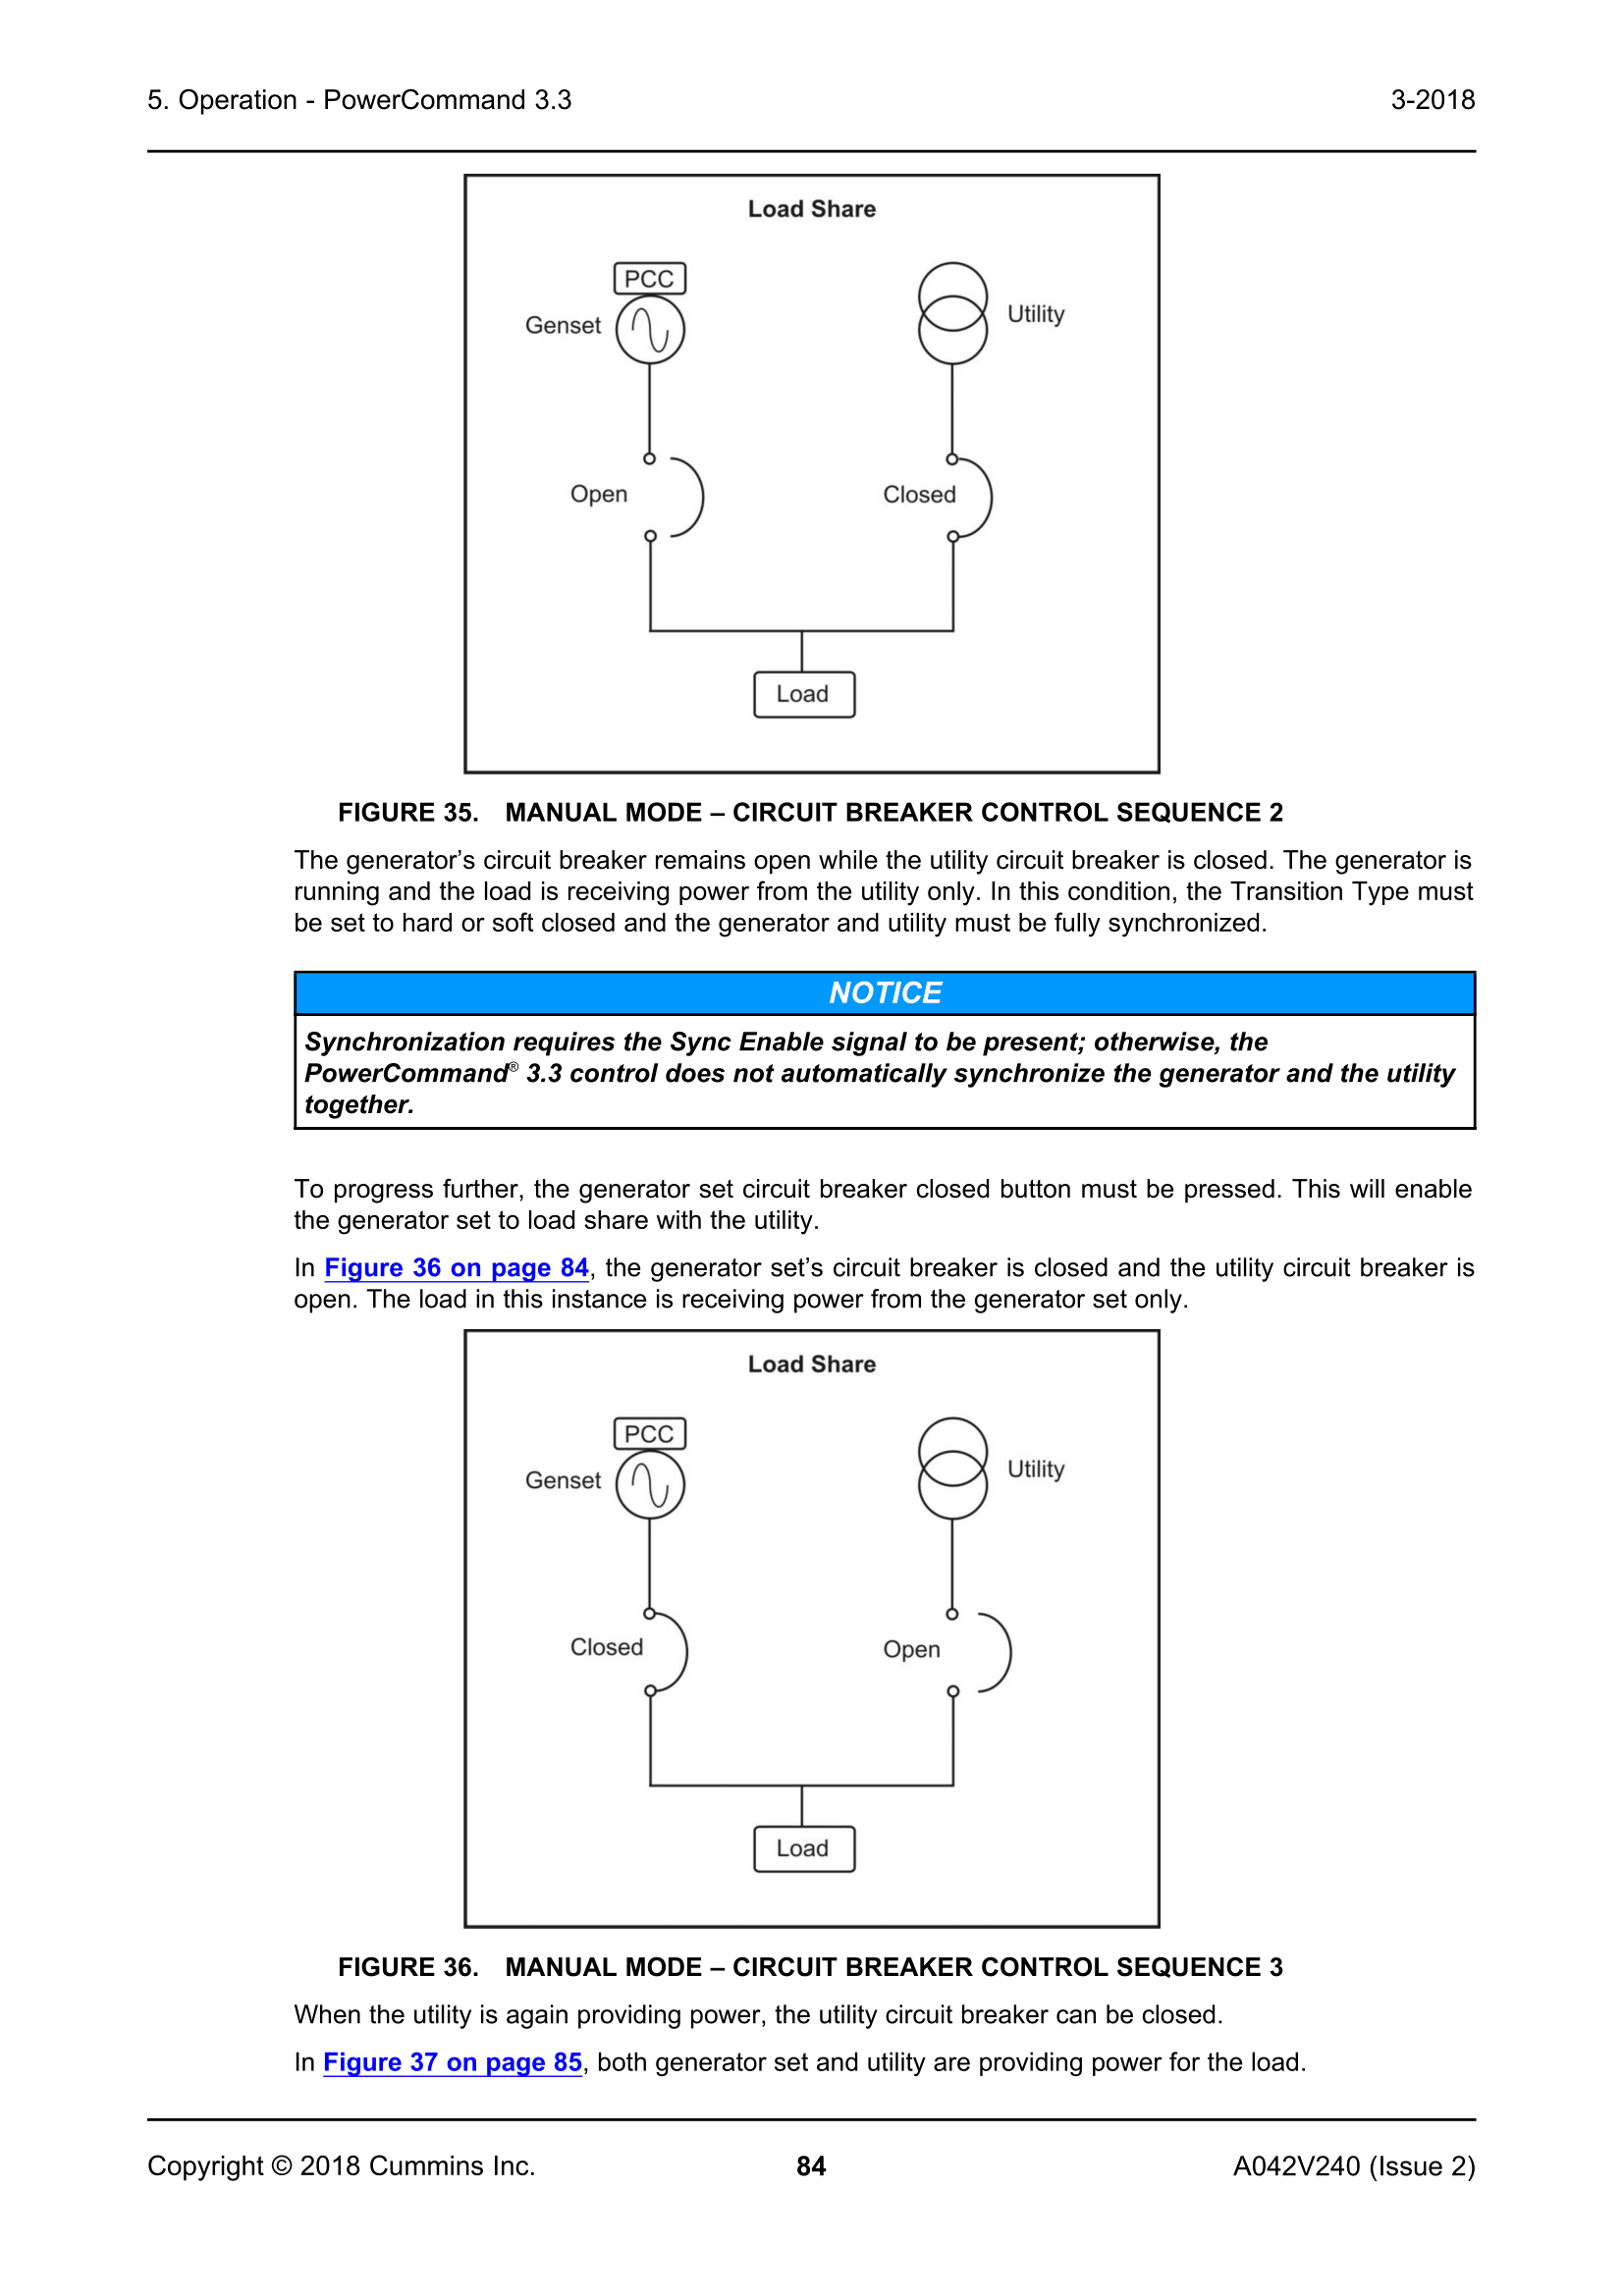 5. Operation - PowerCommand 3.3 3-2018
Load Share
PCC
Genset
Utility
Open
Closed
Load
FIGURE 35. MANUAL MODE – CIRCUIT BREAKER CONTROL SEQUENCE 2
The generator’s circuit breaker remains open while the utility circuit breaker is closed. The generator is
running and the load is receiving power from the utility only. In this condition, the Transition Type must
be set to hard or soft closed and the generator and utility must be fully synchronized.
NOTICE
Synchronization requires the Sync Enable signal to be present; otherwise, the
PowerCommand® 3.3 control does not automatically synchronize the generator and the utility
together.
To progress further, the generator set circuit breaker closed button must be pressed. This will enable
the generator set to load share with the utility.
In Figure 36 on page 84, the generator set’s circuit breaker is closed and the utility circuit breaker is
open. The load in this instance is receiving power from the generator set only.
Load Share
PCC
Genset
Utility
Closed
Open
Load
FIGURE 36. MANUAL MODE – CIRCUIT BREAKER CONTROL SEQUENCE 3
When the utility is again providing power, the utility circuit breaker can be closed.
In Figure 37 on page 85, both generator set and utility are providing power for the load.
Copyright © 2018 Cummins Inc. 84 A042V240 (Issue 2)